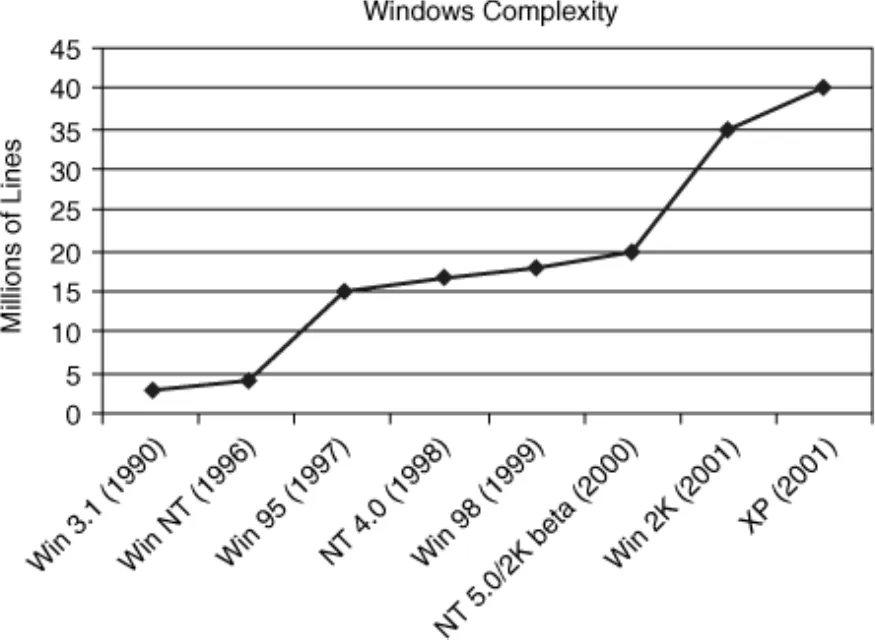 Windows Complexity
Millions of Lines
45
40
35
30
25
20
15
10
5
0
Win 3.1 (1990)
Win NT (1996)
Win 95 (1997)
NT 4.0 (1998)
Win 98 (1999)
NT 5.0/2K beta (2000)
Win 2K (2001)
XP (2001)